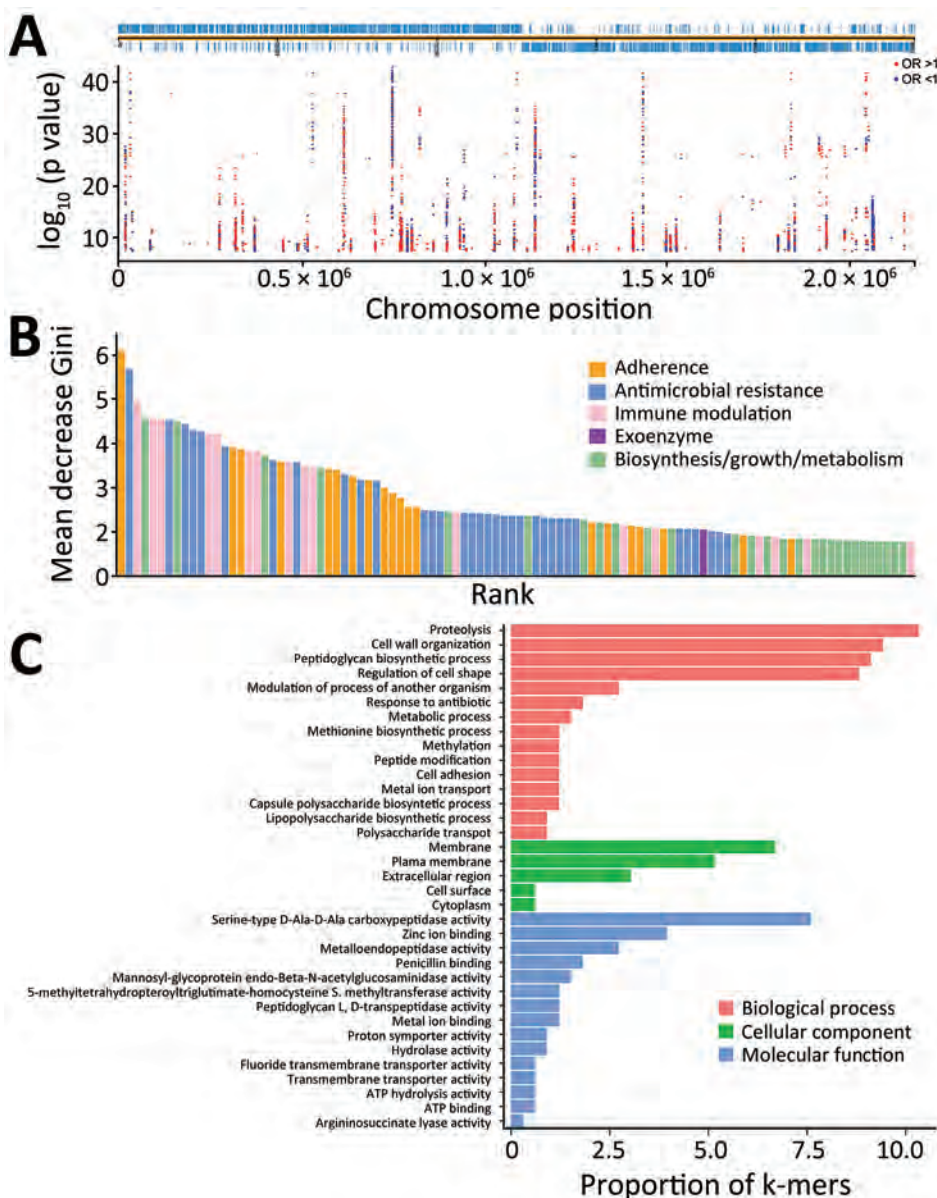 A
OR >1
OR <1
40
30
20
10
log10 (p value)
0
0.5 × 10⁶
1.0 × 10⁶
1.5 × 10⁶
2.0 × 10⁶
Chromosome position
B
Mean decrease Gini
6
5
4
3
2
0
Adherence
Antimicrobial resistance
Immune modulation
Exoenzyme
Biosynthesis/growth/metabolism
Rank
C
Proteolysis
Cell wall organization
Peptidoglycan biosynthetic process
Regulation of cell shape
Modulation of process of another organism
Response to antibiotic
Metabolic process
Methionine biosynthetic process
Methylation
Peptide modification
Cell adhesion
Metal ion transport
Capsule polysaccharide biosyntetic process
Lipopolysaccharide biosynthetic process
Polysaccharide transpot
Membrane
Plama membrane
Extracellular region
Cell surface
Cytoplasm
Serine-type D-Ala-D-Ala carboxypeptidase activity
Zinc ion binding
Metalloendopeptidase activity
Penicillin binding
Mannosyl-glycoprotein endo-Beta-N-acetylglucosaminidase activity
5-methyltetrahydropteroyltriglutimate-homocysteine S. methyltransferase activity
Peptidoglycan L, D-transpeptidase activity
Metal ion binding
Proton symporter activity
Hydrolase activity
Fluoride transmembrane transporter activity
Transmembrane transporter activity
ATP hydrolysis activity
ATP binding
Argininosuccinate lyase activity
Biological process
Cellular component
Molecular function
0
2.5
5.0
7.5
10.0
Proportion of k-mers